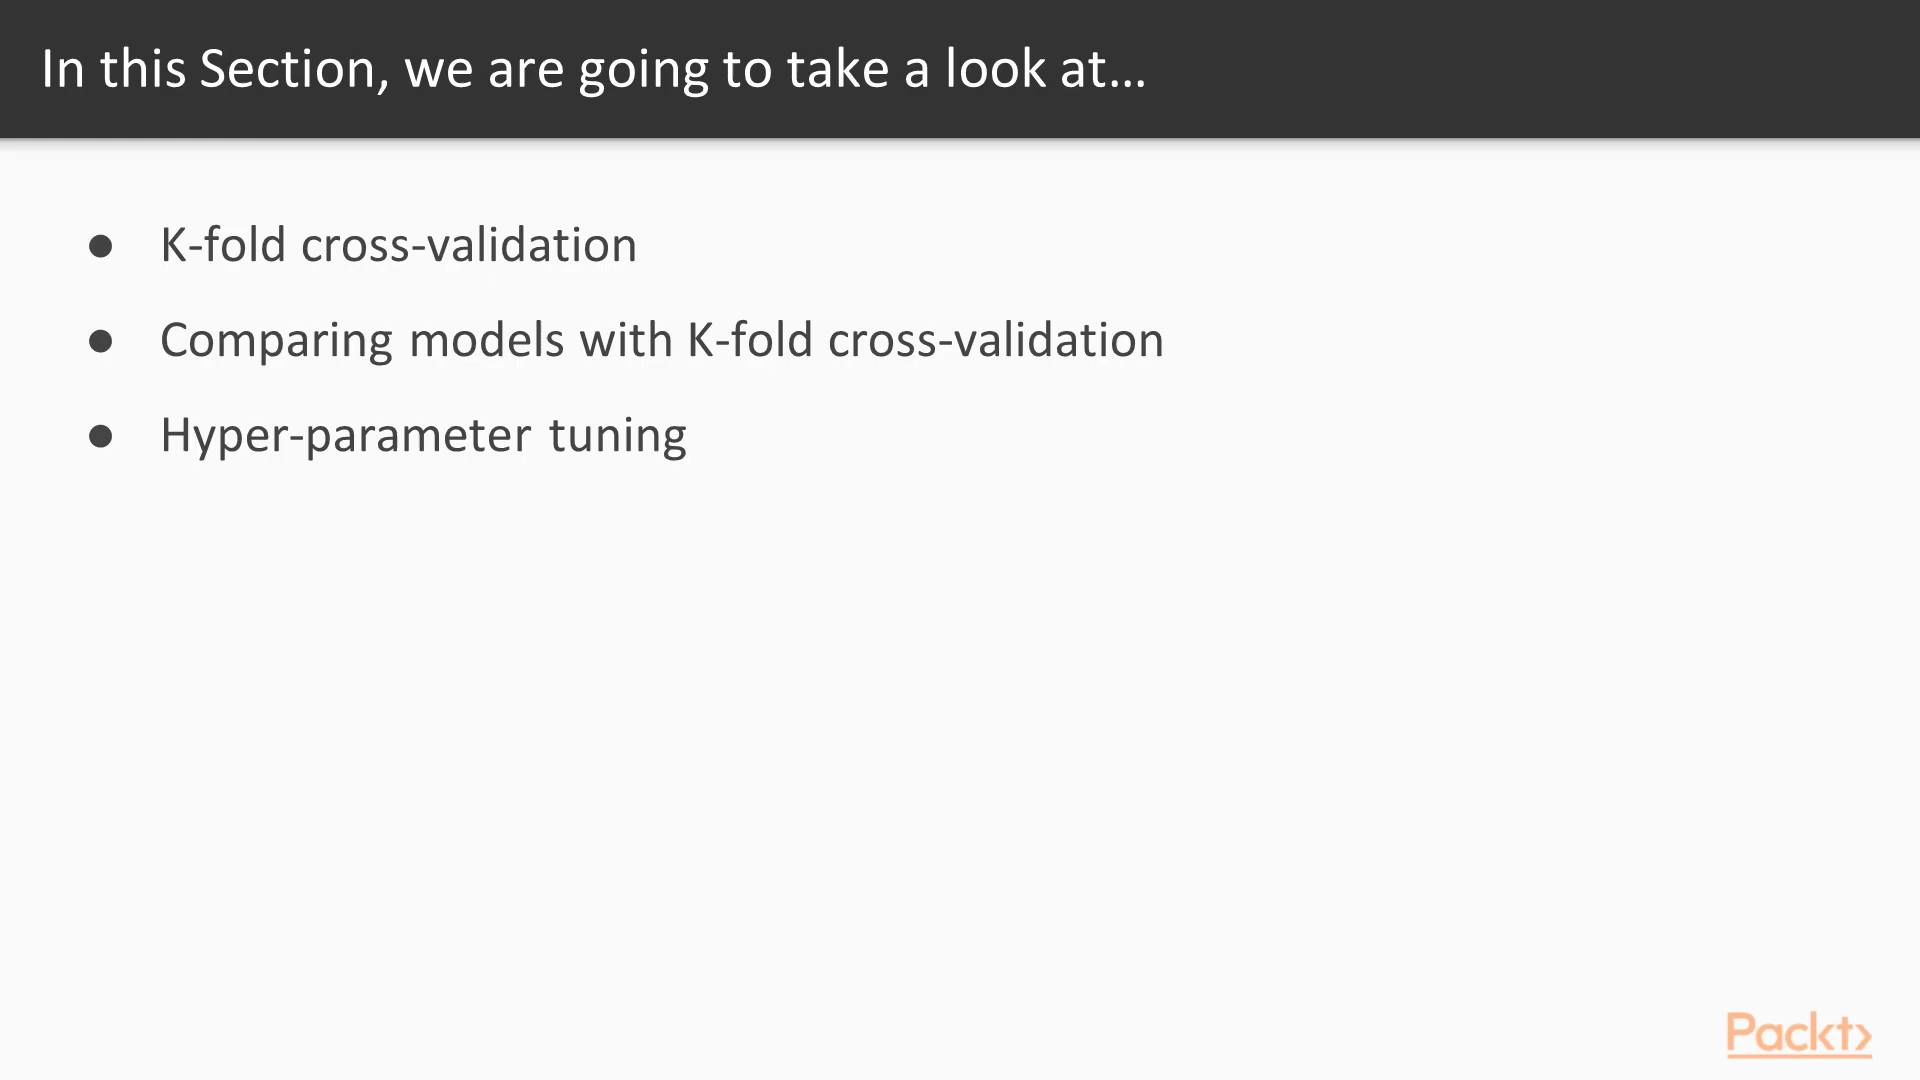 In this Section, we are going to take a look at...
● K-fold cross-validation
● Comparing models with K-fold cross-validation
● Hyper-parameter tuning
Packt>